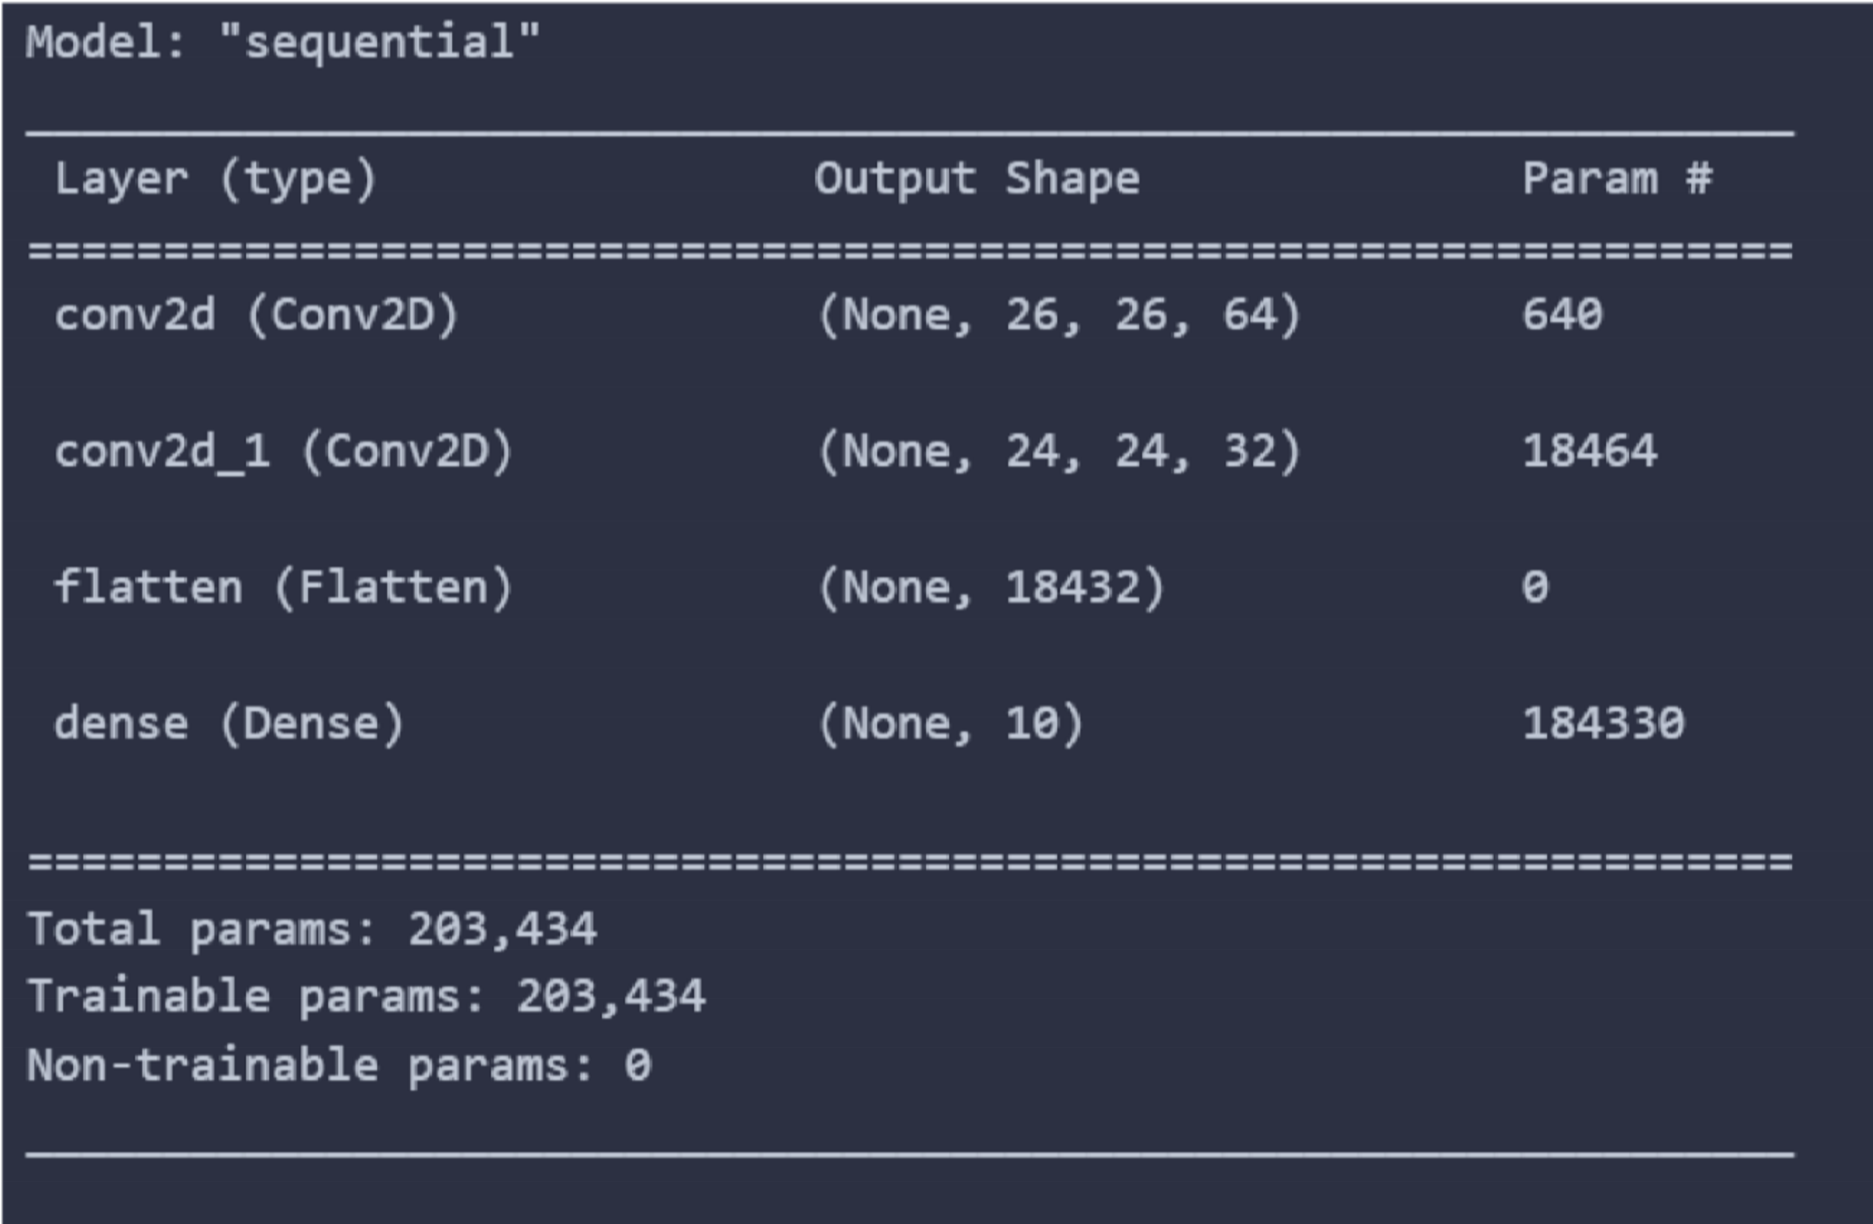 Model: "sequential"
_________________________________________________________________
Layer (type) Output Shape Param #
=================================================================
conv2d (Conv2D) (None, 26, 26, 64) 640
conv2d_1 (Conv2D) (None, 24, 24, 32) 18464
flatten (Flatten) (None, 18432) 0
dense (Dense) (None, 10) 184330
=================================================================
Total params: 203,434
Trainable params: 203,434
Non-trainable params: 0
_________________________________________________________________